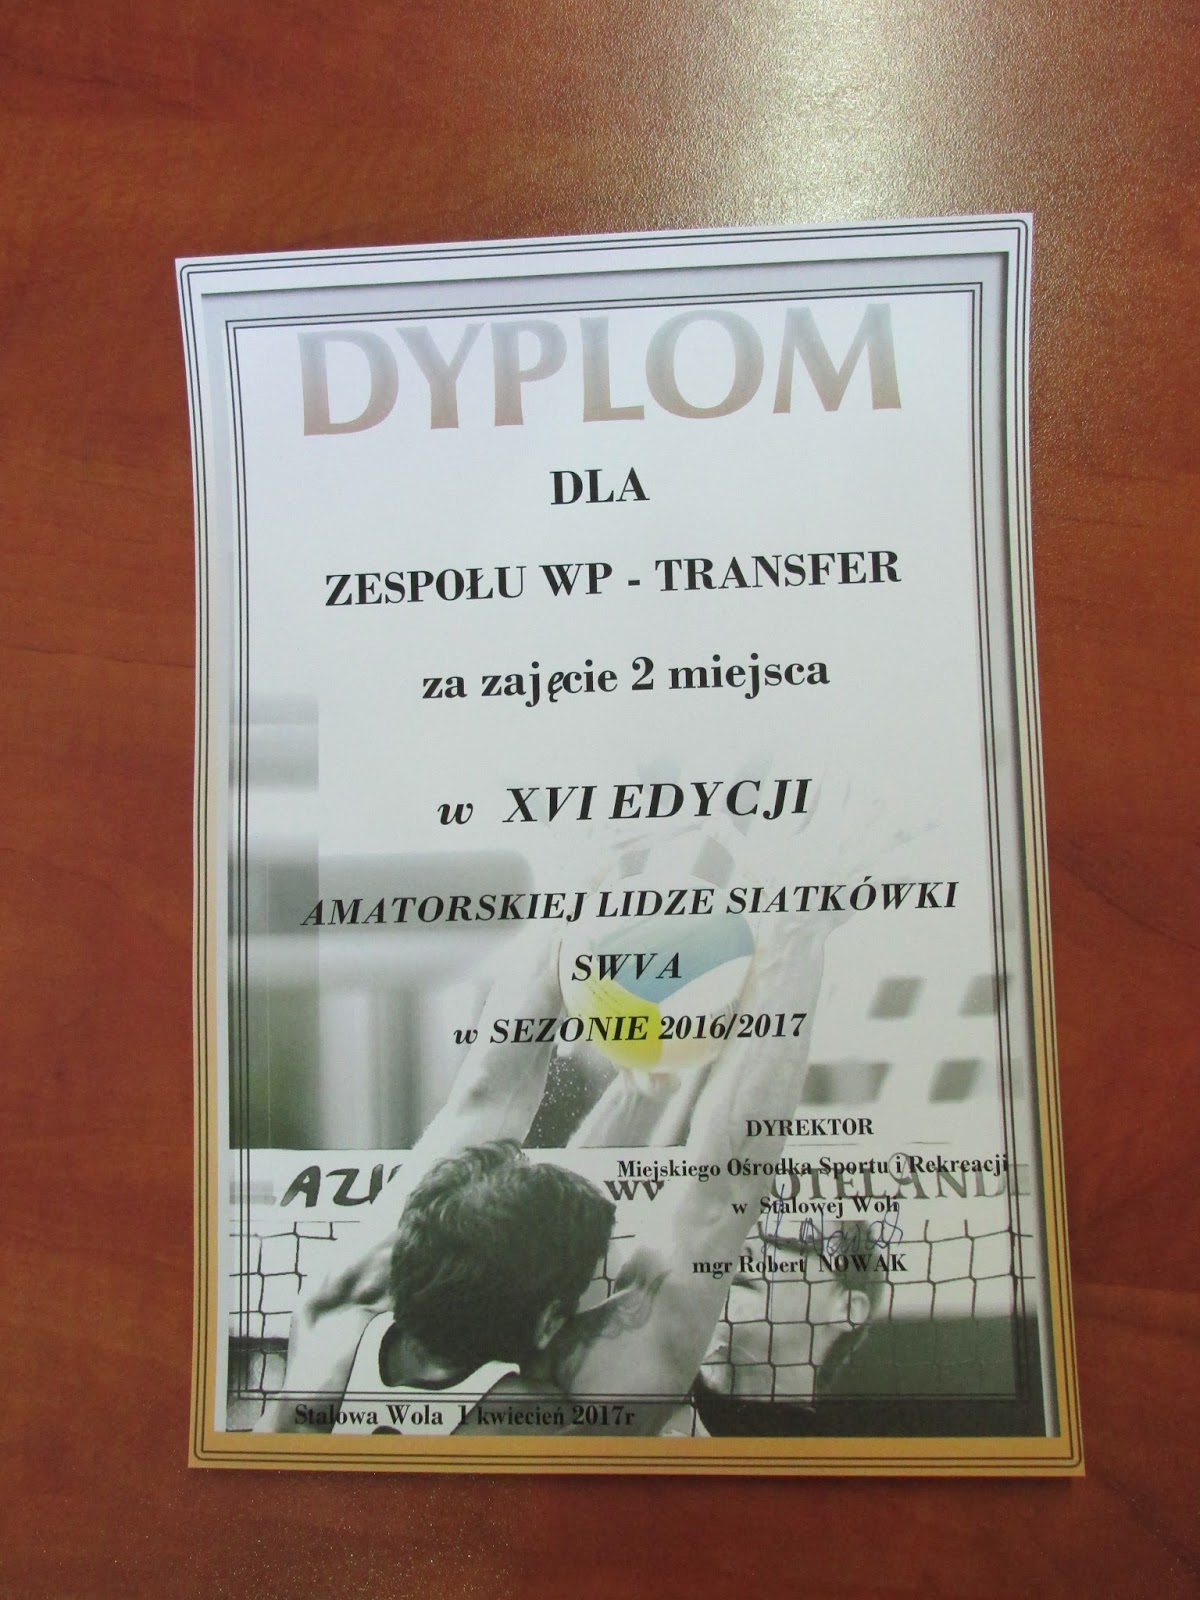 DYPLOM
DLA
ZESPOŁU WP - TRANSFER
za zajęcie 2 miejsca
w XVI EDYCJI
AMATORSKIEJ LIDZE SIATKÓWKI
SWVA
w SEZONIE 2016/2017
DYREKTOR
Miejskiego Ośrodka Sportu i Rekreacji
w Stalowej Woli
mgr Robert NOWAK
Stalowa Wola 1 kwiecień 2017r